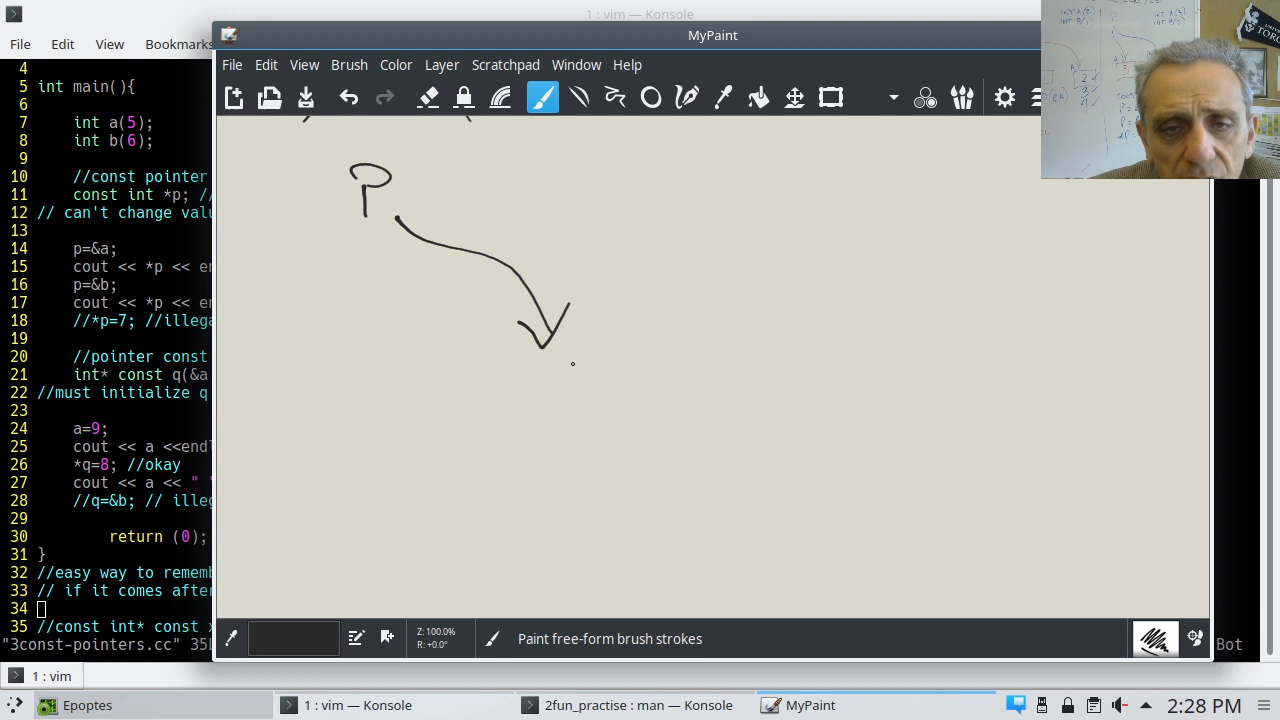 1 : vim — Konsole
File Edit View Bookmarks
MyPaint
File Edit View Brush Color Layer Scratchpad Window Help
4
5 int main(){
6
7 int a(5);
8 int b(6);
9
10 //const pointer
11 const int *p; //
12 // can't change valu
13
14 p=&a;
15 cout << *p << en
16 p=&b;
17 cout << *p << en
18 //*p=7; //illega
19
20 //pointer const
21 int* const q(&a
22 //must initialize q
23
24 a=9;
25 cout << a <<endl
26 *q=8; //okay
27 cout << a << " "
28 //q=&b; // illeg
29
30 return (0);
31 }
32 //easy way to rememb
33 // if it comes after
34
35 //const int* const x
"3const-pointers.cc" 35L
Bot
P
Z: 100.0%
R: +0.0°
Paint free-form brush strokes
1 : vim
Epoptes
1 : vim — Konsole
2fun_practise : man — Konsole
MyPaint
2:28 PM